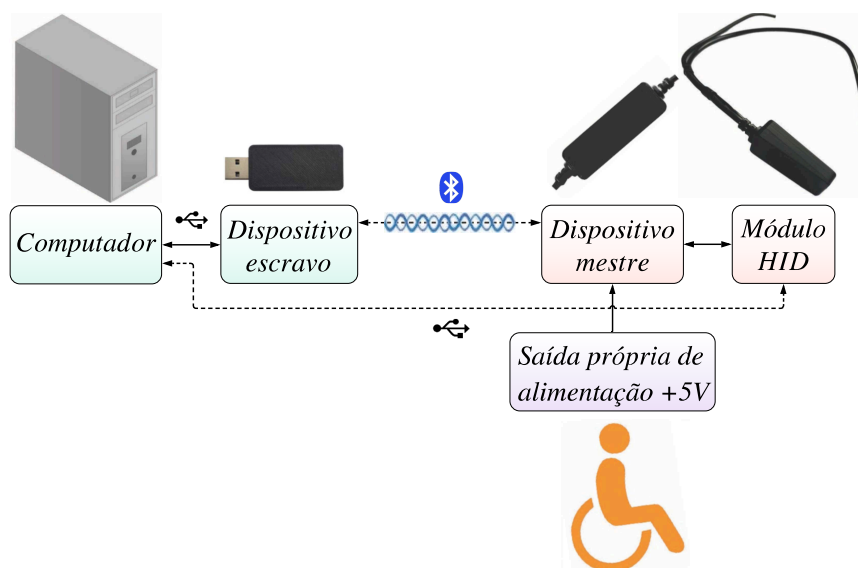 Computador
Dispositivo
escravo
Dispositivo
mestre
Módulo
HID
Saída própria de
alimentação +5V